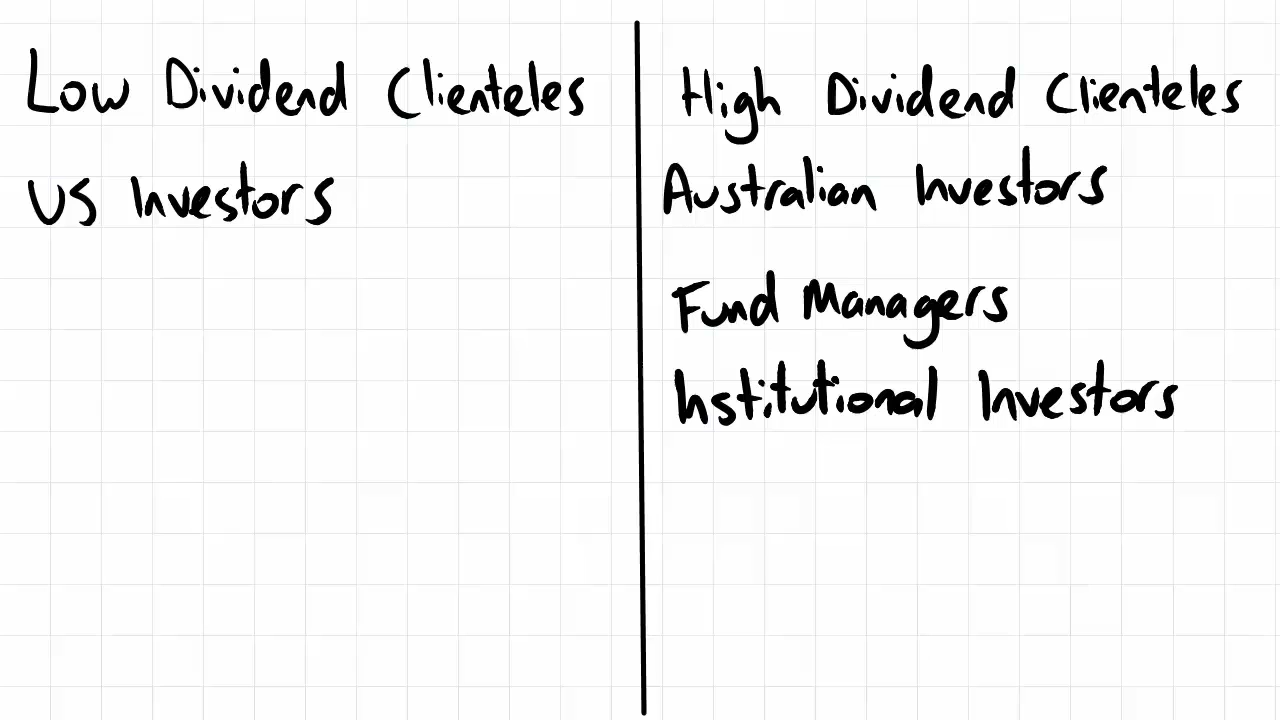 Low Dividend Clienteles
US Investors
High Dividend Clienteles
Australian Investors
Fund Managers
Institutional Investors